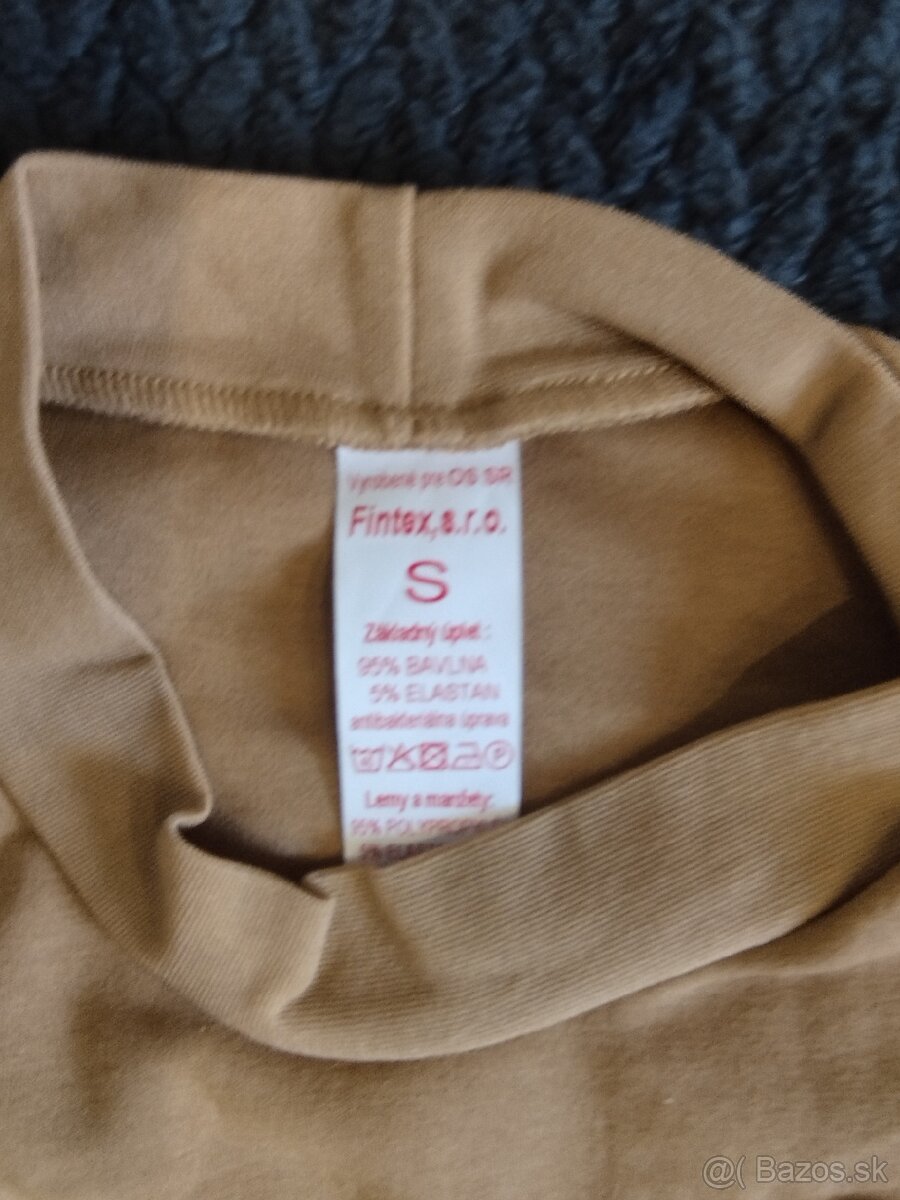 Vyrobené pre OS SR
Fintex, s.r.o.
S
Základný úplet :
95% BAVLNA
5% ELASTAN
antibakteriálna úprava
P
Lemy a manžety:
@( Bazos.sk